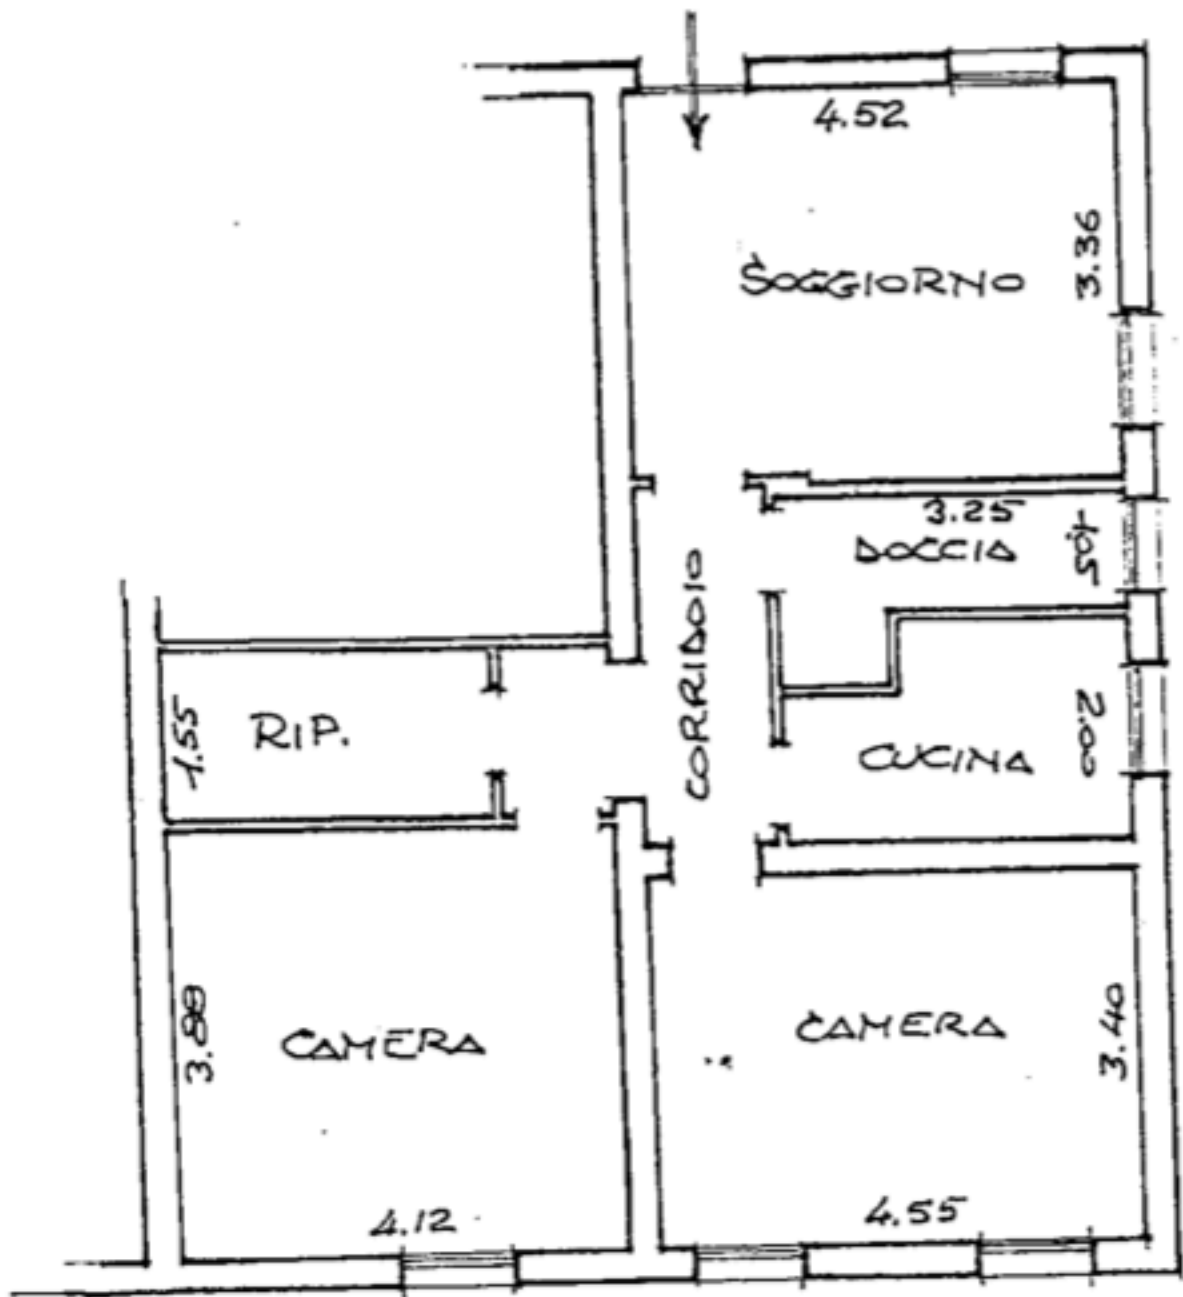 4.52
SOGGIORNO
3.36
3.25
DOCCIA
1.05
CORRIDOIO
RIP.
1.55
CUCINA
2.00
CAMERA
3.88
4.12
CAMERA
3.40
4.55